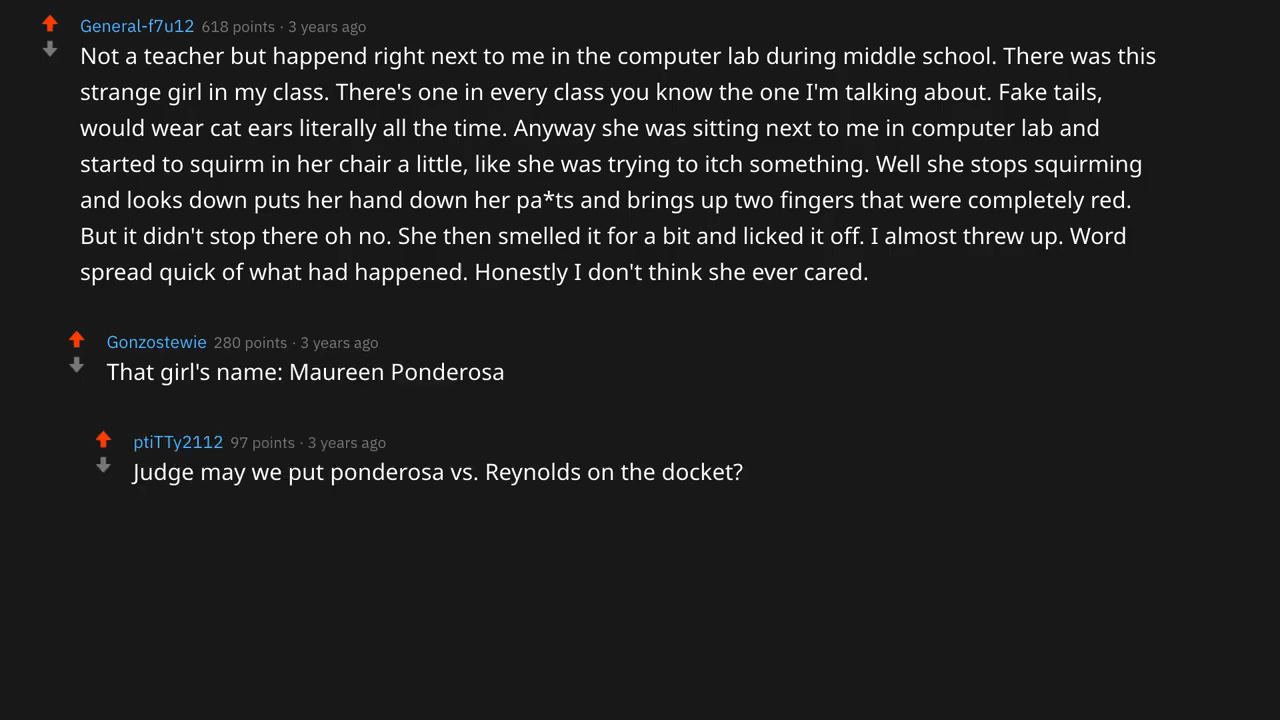 General-f7u12 618 points · 3 years ago
Not a teacher but happend right next to me in the computer lab during middle school. There was this
strange girl in my class. There's one in every class you know the one I'm talking about. Fake tails,
would wear cat ears literally all the time. Anyway she was sitting next to me in computer lab and
started to squirm in her chair a little, like she was trying to itch something. Well she stops squirming
and looks down puts her hand down her pa*ts and brings up two fingers that were completely red.
But it didn't stop there oh no. She then smelled it for a bit and licked it off. I almost threw up. Word
spread quick of what had happened. Honestly I don't think she ever cared.
Gonzostewie 280 points · 3 years ago
That girl's name: Maureen Ponderosa
ptiTTy2112 97 points · 3 years ago
Judge may we put ponderosa vs. Reynolds on the docket?